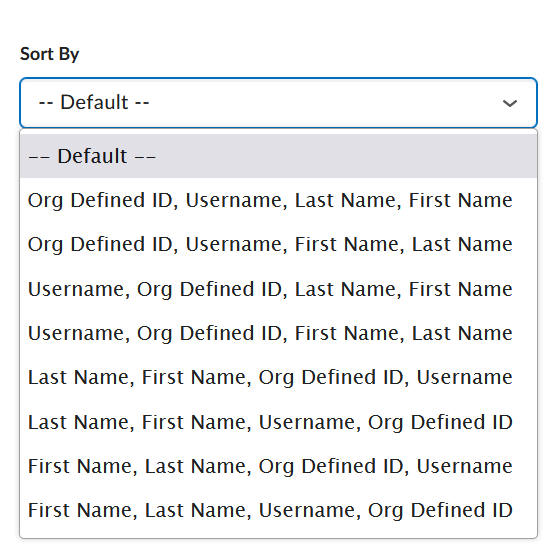 Sort By
-- Default --
-- Default --
Org Defined ID, Username, Last Name, First Name
Org Defined ID, Username, First Name, Last Name
Username, Org Defined ID, Last Name, First Name
Username, Org Defined ID, First Name, Last Name
Last Name, First Name, Org Defined ID, Username
Last Name, First Name, Username, Org Defined ID
First Name, Last Name, Org Defined ID, Username
First Name, Last Name, Username, Org Defined ID